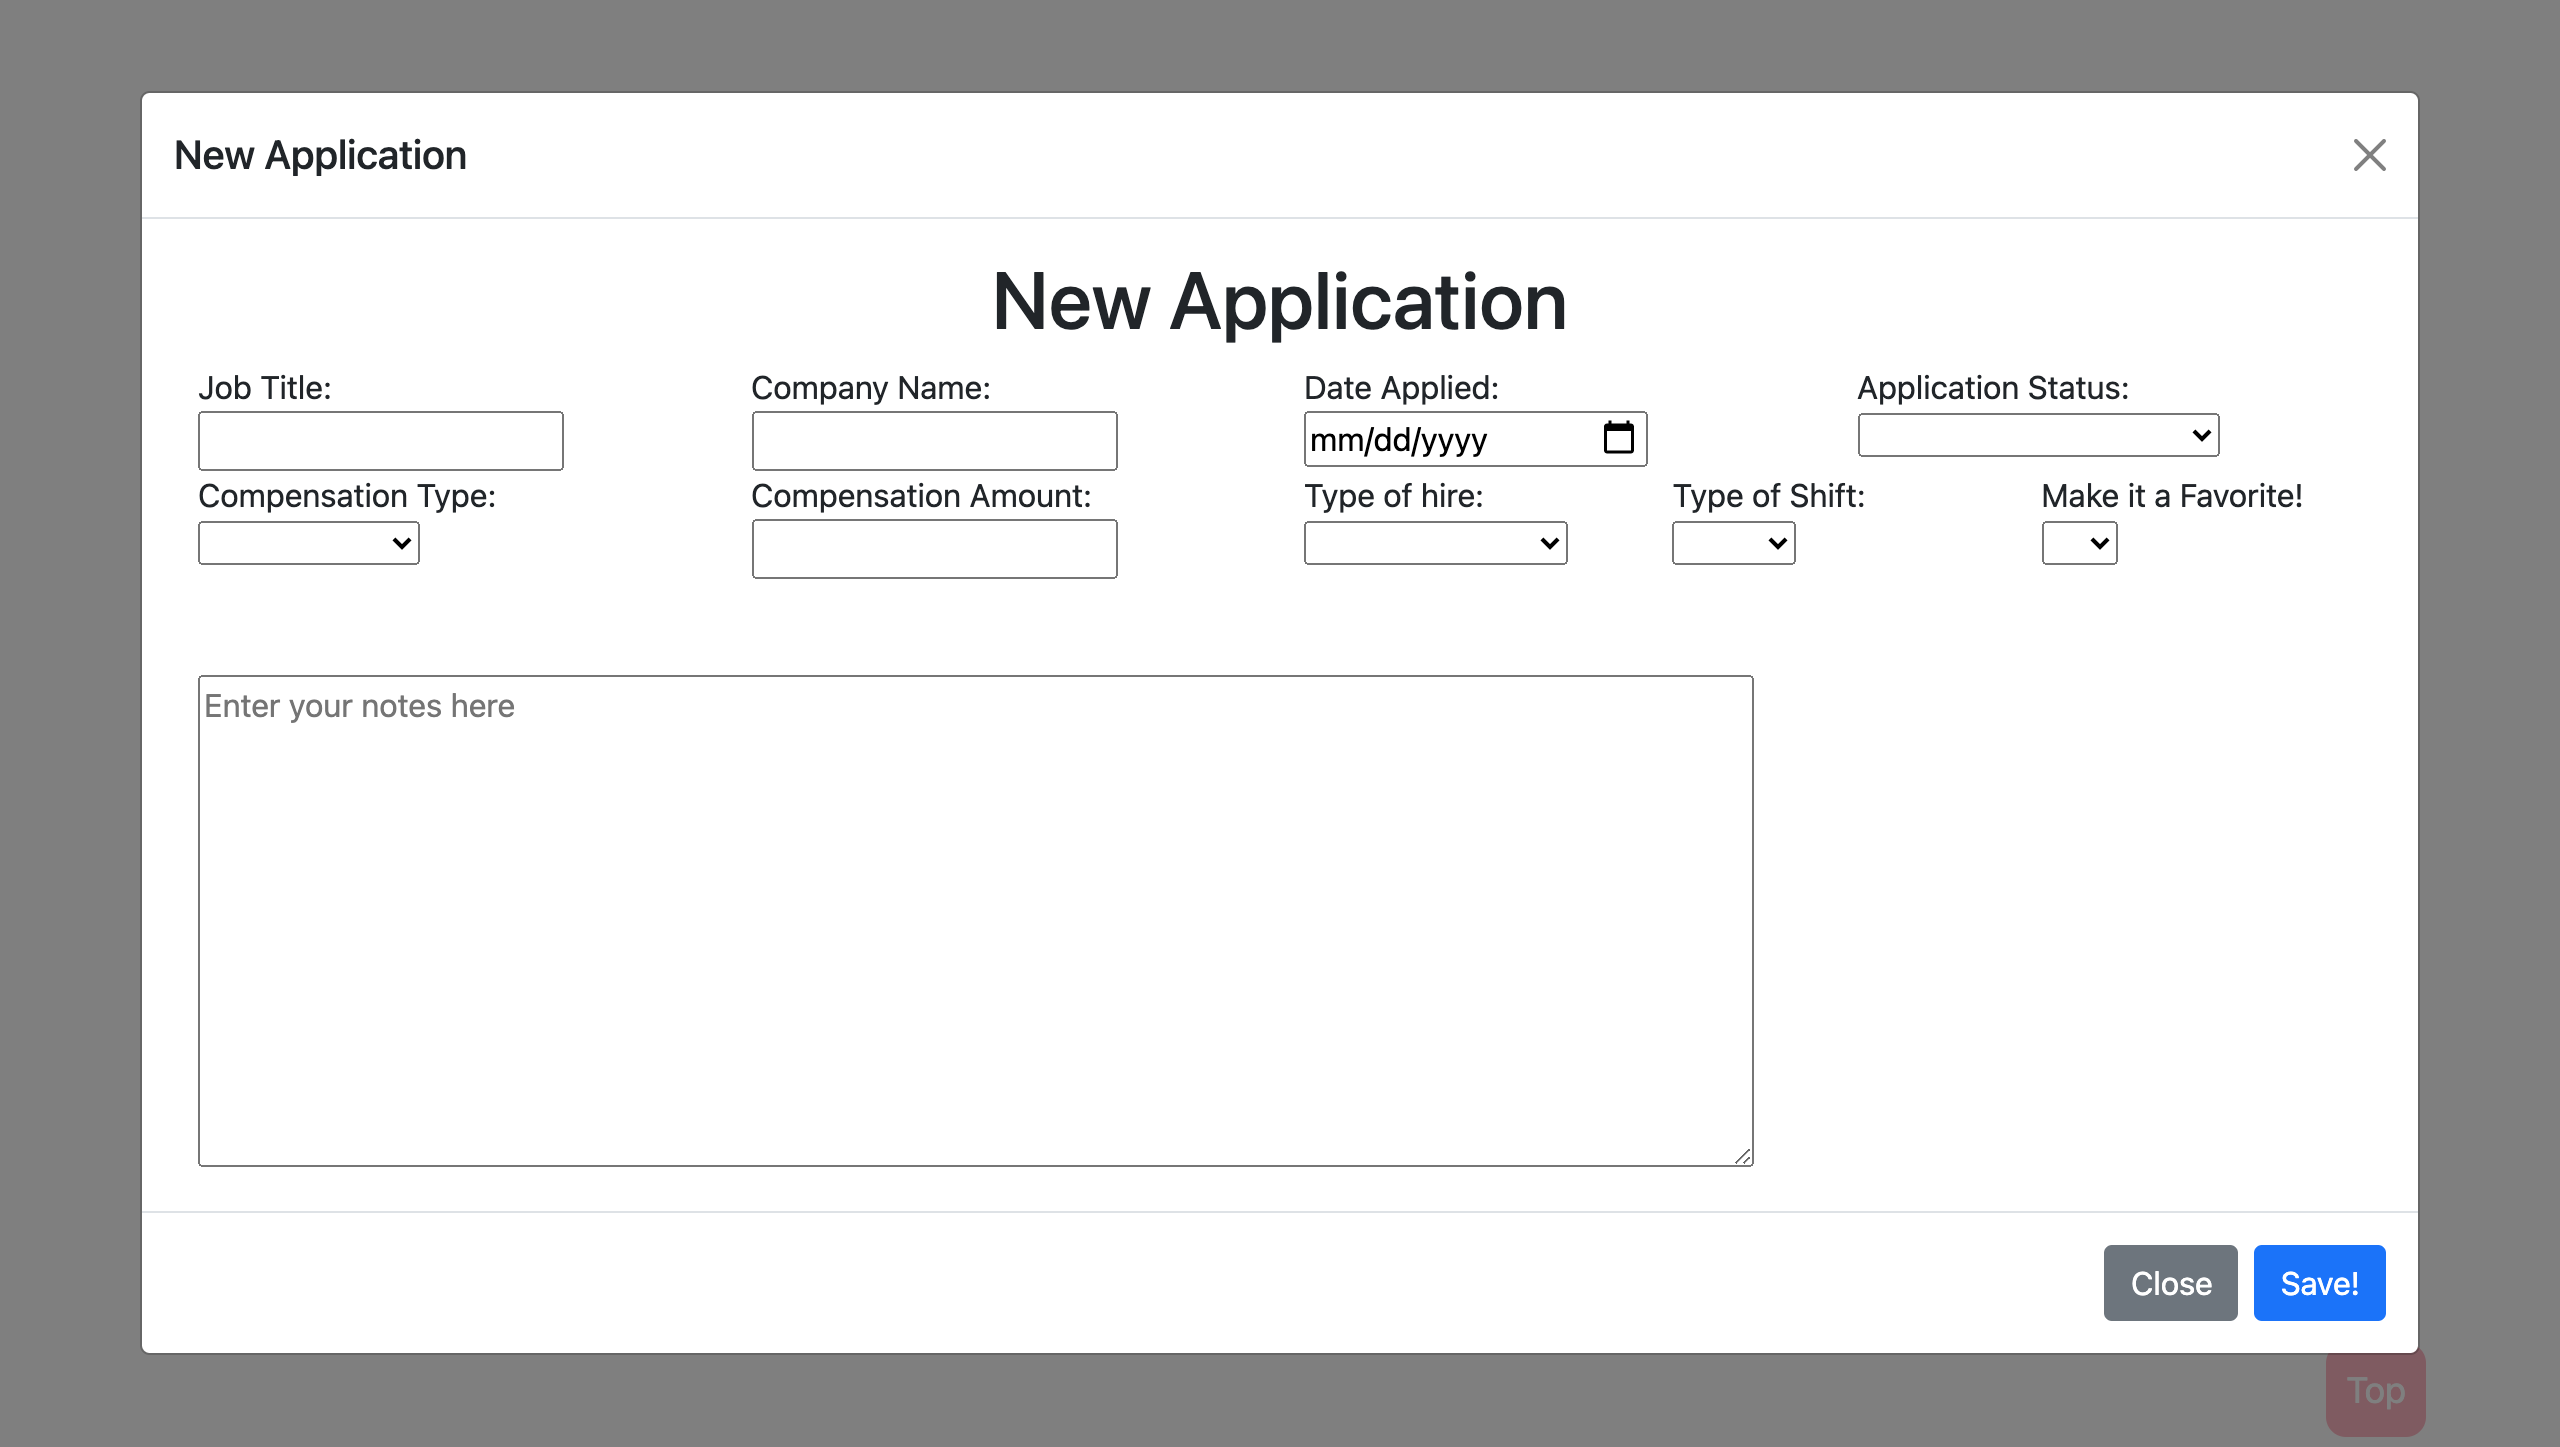 New Application
New Application
Job Title: Company Name: Date Applied: Application Status:
mm/dd/yyyy
Compensation Type: Compensation Amount: Type of hire: Type of Shift: Make it a Favorite!
Enter your notes here
Close Save!
Top